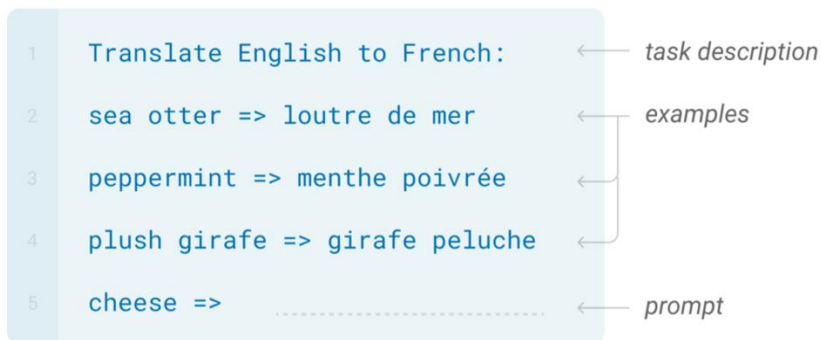 1 Translate English to French: task description
2 sea otter => loutre de mer examples
3 peppermint => menthe poivrée
4 plush girafe => girafe peluche
5 cheese => prompt